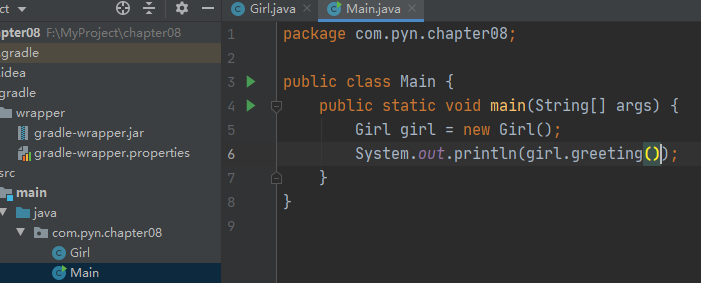 ct
pter08 F:\MyProject\chapter08
.gradle
.idea
gradle
wrapper
gradle-wrapper.jar
gradle-wrapper.properties
src
main
java
com.pyn.chapter08
Girl
Main
Girl.java
Main.java
1 package com.pyn.chapter08;
2
3 public class Main {
4 public static void main(String[] args) {
5 Girl girl = new Girl();
6 System.out.println(girl.greeting());
7 }
8 }
9